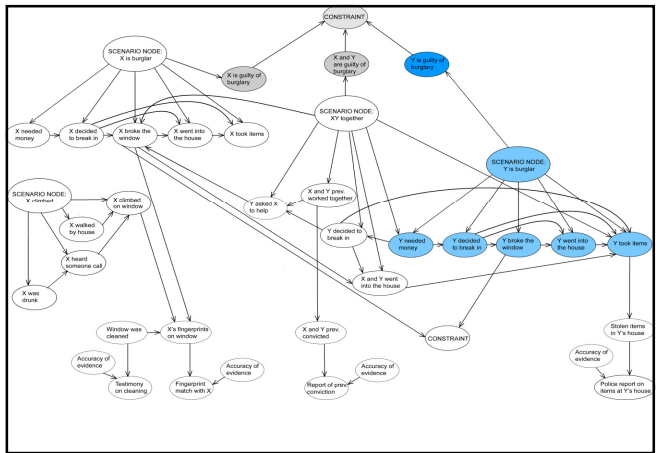 CONSTRAINT
SCENARIO NODE:
X is burglar
X is guilty of
burglary
X and Y
are guilty of
burglary
Y is guilty of
burglary
SCENARIO NODE:
XY together
X needed
money
X decided
to break in
X broke the
window
X went into
the house
X took items
SCENARIO NODE:
Y is burglar
SCENARIO NODE:
X climbed
X climbed
on window
X walked
by house
X heard
someone call
X was
drunk
Y asked X
to help
X and Y prev.
worked together
Y decided to
break in
Y needed
money
Y decided
to break in
Y broke the
window
Y went into
the house
Y took items
X and Y went
into the house
Window was
cleaned
X's fingerprints
on window
X and Y prev.
convicted
CONSTRAINT
Stolen items
in Y's house
Accuracy of
evidence
Testimony
on cleaning
Fingerprint
match with X
Accuracy of
evidence
Report of prev.
conviction
Accuracy of
evidence
Accuracy of
evidence
Police report on
items at Y's house